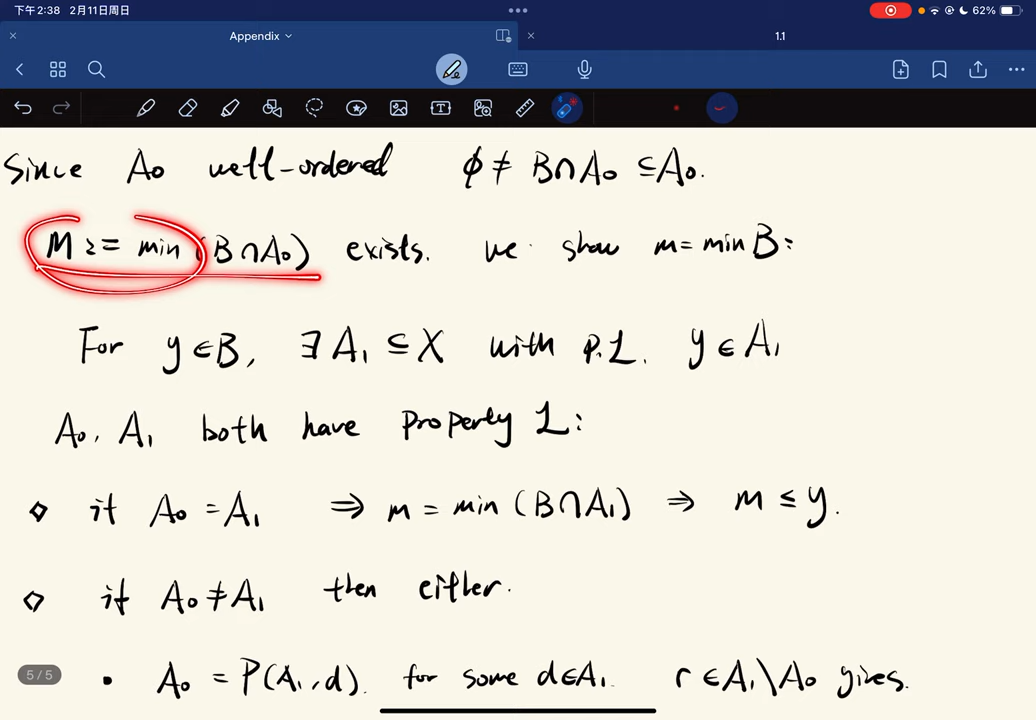 下午2:38 2月11日周日
62%
Appendix
1.1
Since A₀ well-ordered ϕ ≠ B∩A₀ ⊆ A₀.
M := min (B∩A₀) exists. we show m = min B:
For y ∈ B, ∃ A₁ ⊆ X with p.L. y ∈ A₁
A₀, A₁ both have property L:
◇ if A₀ = A₁ ⇒ m = min (B∩A₁) ⇒ m ≤ y.
◇ if A₀ ≠ A₁ then either.
• A₀ = P(A₁, d). for some d∈A₁. r ∈ A₁\A₀ gives.
5/5